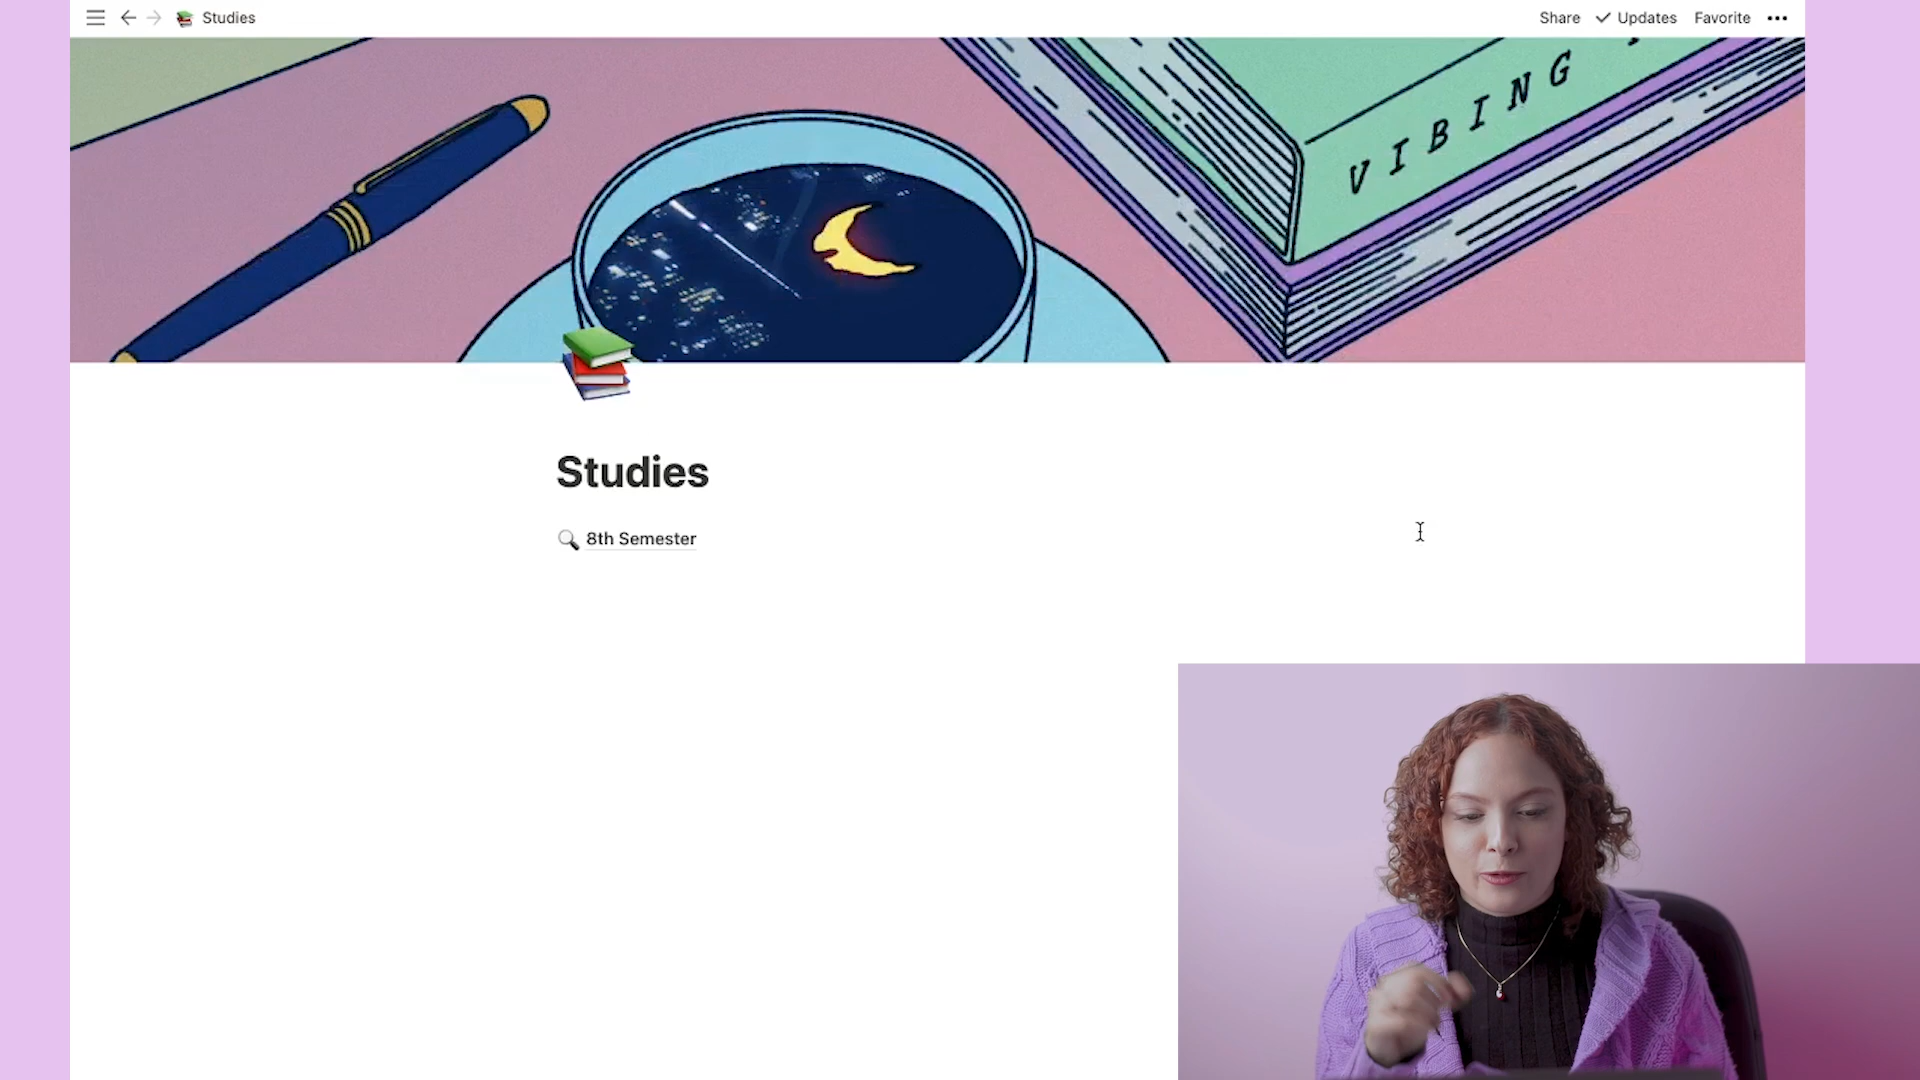 Studies
Share
Updates
Favorite
VIBING
Studies
8th Semester